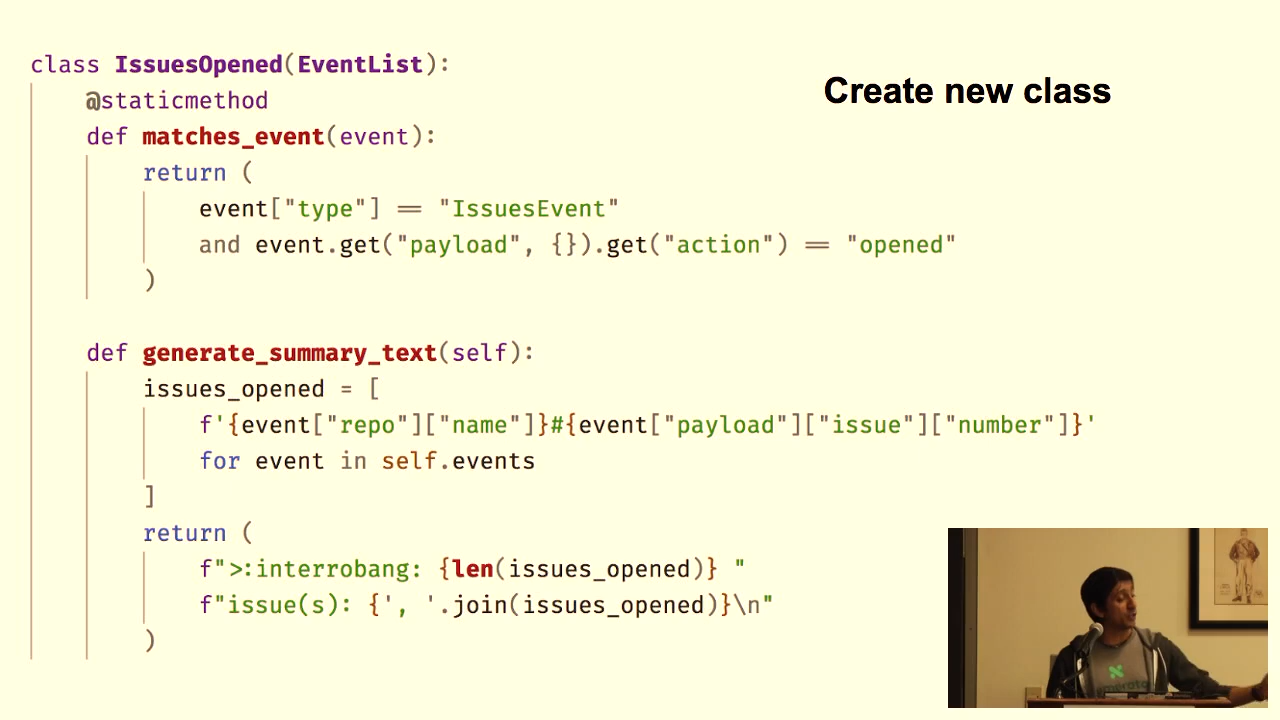 class IssuesOpened(EventList):
Create new class
@staticmethod
def matches_event(event):
return (
event["type"] == "IssuesEvent"
and event.get("payload", {}).get("action") == "opened"
)
def generate_summary_text(self):
issues_opened = [
f'{event["repo"]["name"]}#{event["payload"]["issue"]["number"]}'
for event in self.events
]
return (
f">:interrobang: {len(issues_opened)} "
f"issue(s): {', '.join(issues_opened)}\n"
)